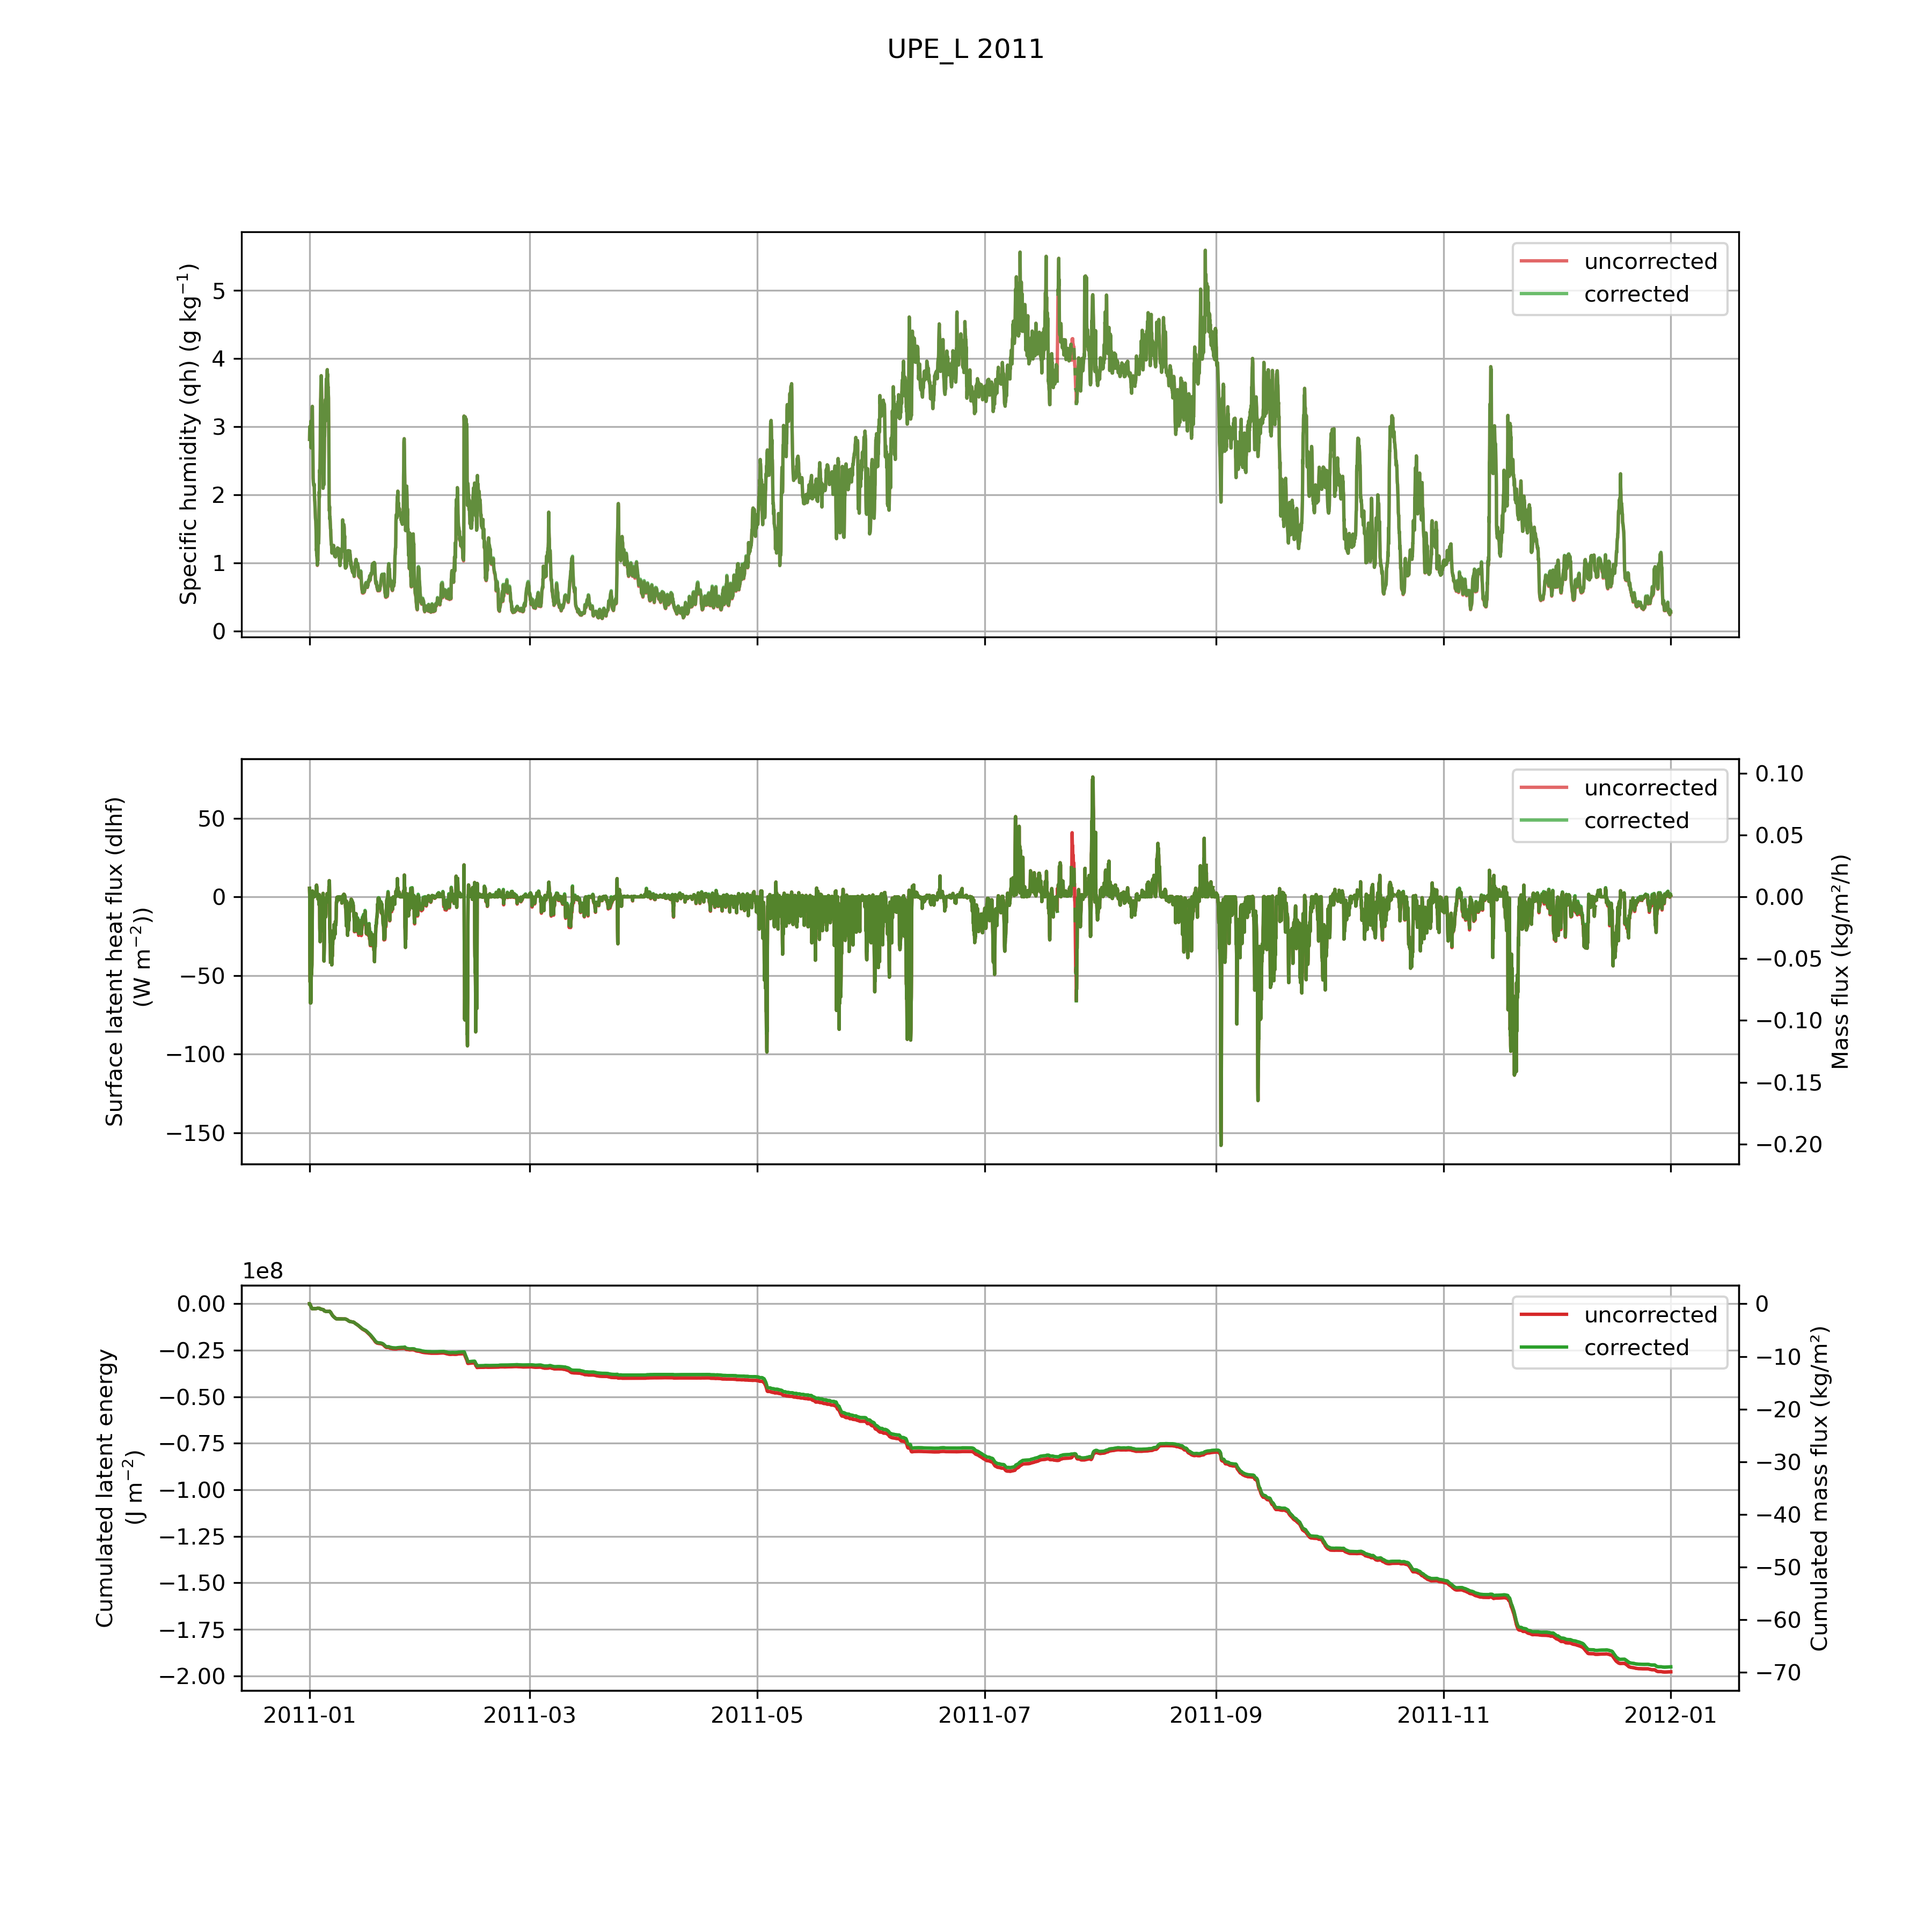 UPE_L 2011
Specific humidity (qh) (g kg⁻¹)
5
4
3
2
1
0
uncorrected
corrected
Surface latent heat flux (dlhf)
(W m⁻²))
50
0
−50
−100
−150
uncorrected
corrected
0.10
0.05
0.00
−0.05
−0.10
−0.15
−0.20
Mass flux (kg/m²/h)
1e8
Cumulated latent energy
(J m⁻²)
0.00
−0.25
−0.50
−0.75
−1.00
−1.25
−1.50
−1.75
−2.00
uncorrected
corrected
0
−10
−20
−30
−40
−50
−60
−70
Cumulated mass flux (kg/m²)
2011-01 2011-03 2011-05 2011-07 2011-09 2011-11 2012-01